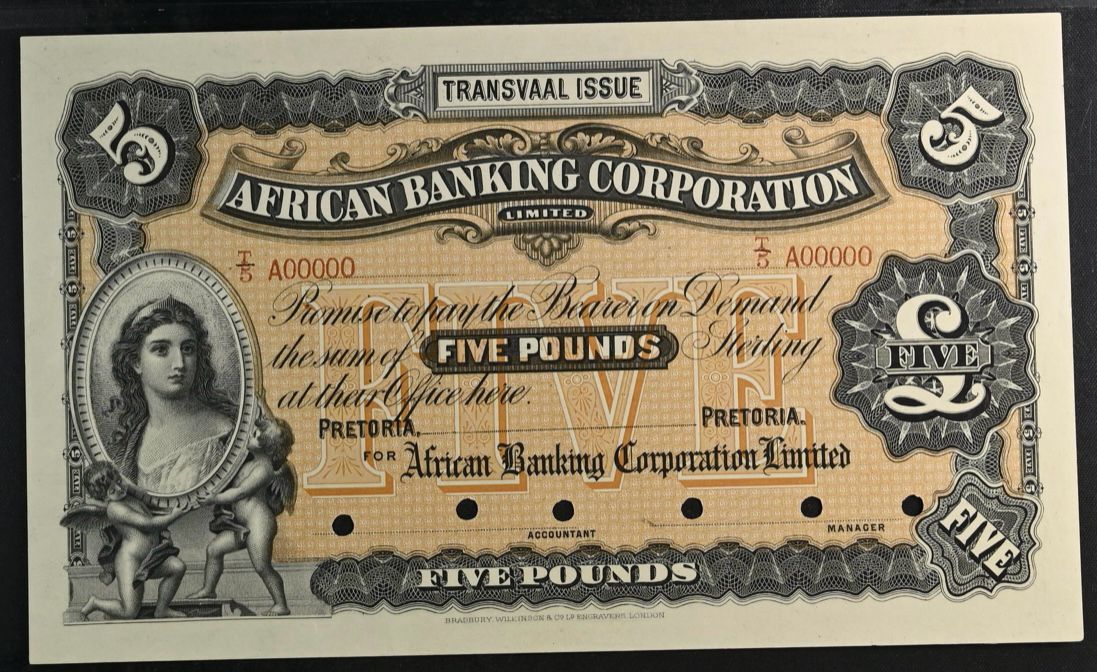 TRANSVAAL ISSUE
5 5
AFRICAN BANKING CORPORATION
LIMITED
T/5 A00000 T/5 A00000
FIVE
Promise to pay the Bearer on Demand
the sum of FIVE POUNDS Sterling
at their Office here.
£ FIVE
PRETORIA, PRETORIA.
FOR African Banking Corporation Limited
ACCOUNTANT MANAGER
FIVE
FIVE POUNDS
BRADBURY, WILKINSON & Co Ld ENGRAVERS, LONDON